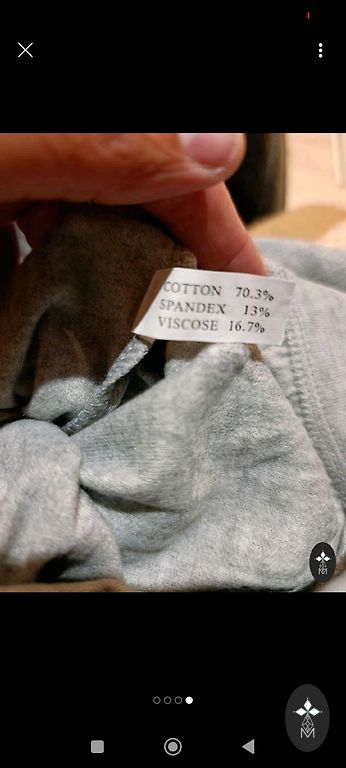 COTTON 70.3%
SPANDEX 13%
VISCOSE 16.7%